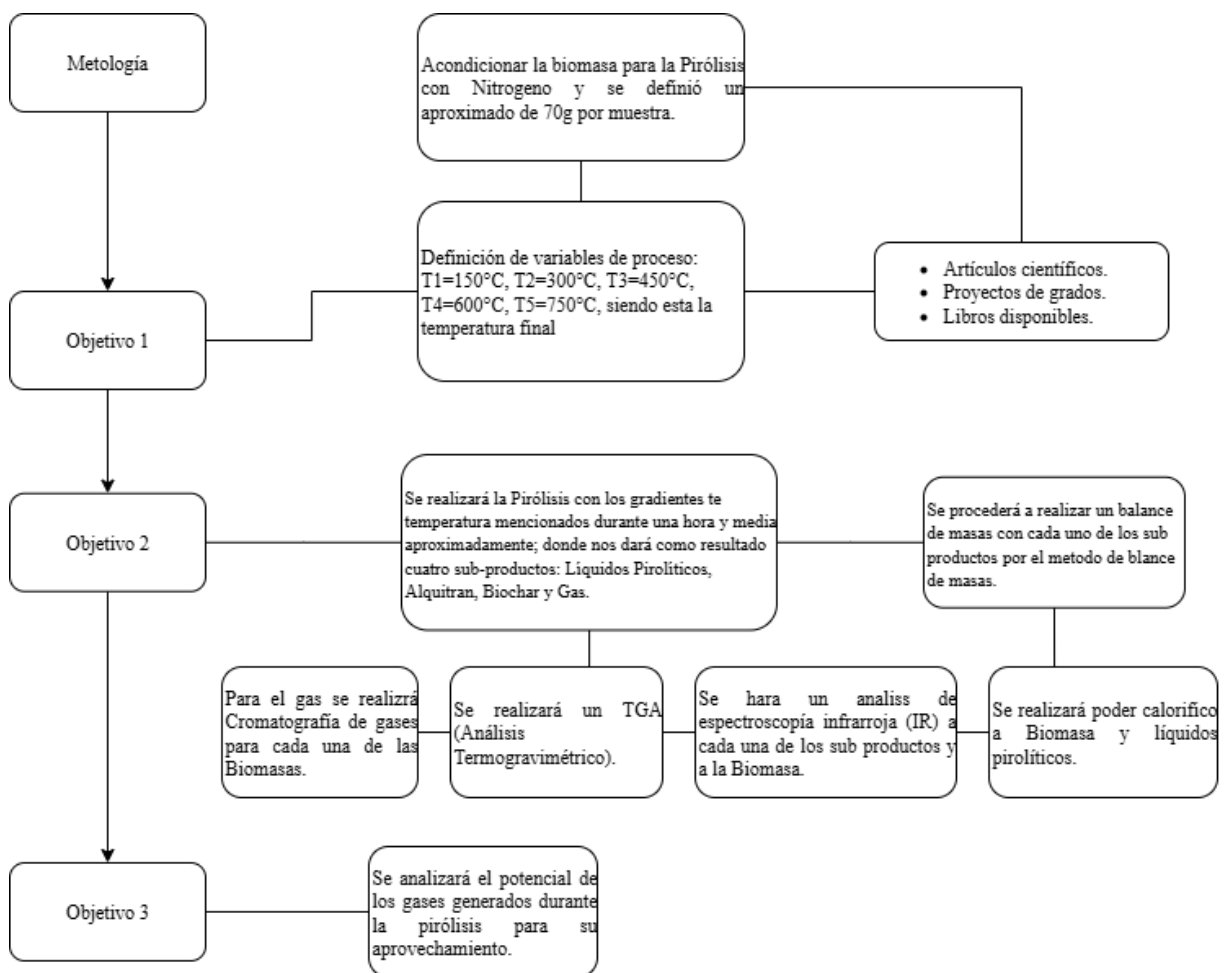 Metología
Acondicionar la biomasa para la Pirólisis
con Nitrogeno y se definió un
aproximado de 70g por muestra.
Definición de variables de proceso:
T1=150°C, T2=300°C, T3=450°C,
T4=600°C, T5=750°C, siendo esta la
temperatura final
• Artículos científicos.
• Proyectos de grados.
• Libros disponibles.
Objetivo 1
Objetivo 2
Se realizará la Pirólisis con los gradientes te
temperatura mencionados durante una hora y media
aproximadamente; donde nos dará como resultado
cuatro sub-productos: Líquidos Piroliticos,
Alquitran, Biochar y Gas.
Se procederá a realizar un balance
de masas con cada uno de los sub
productos por el metodo de blance
de masas.
Para el gas se realizrá
Cromatografía de gases
para cada una de las
Biomasas.
Se realizará un TGA
(Análisis
Termogravimétrico).
Se hara un analiss de
espectroscopía infrarroja (IR) a
cada una de los sub productos y
a la Biomasa.
Se realizará poder calorifico
a Biomasa y líquidos
pirolíticos.
Objetivo 3
Se analizará el potencial de
los gases generados durante
la pirólisis para su
aprovechamiento.